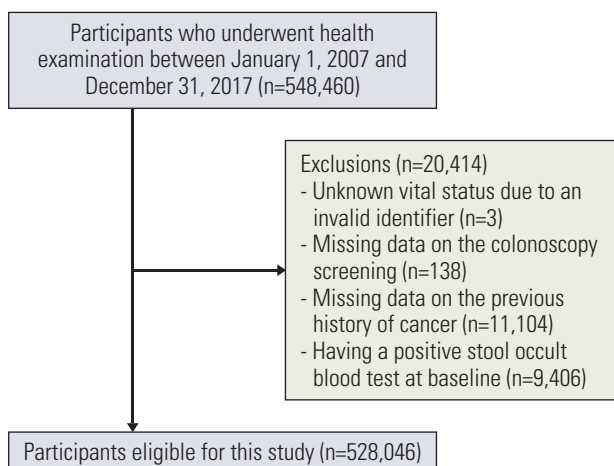 Participants who underwent health
examination between January 1, 2007 and
December 31, 2017 (n=548,460)
Exclusions (n=20,414)
- Unknown vital status due to an
invalid identifier (n=3)
- Missing data on the colonoscopy
screening (n=138)
- Missing data on the previous
history of cancer (n=11,104)
- Having a positive stool occult
blood test at baseline (n=9,406)
Participants eligible for this study (n=528,046)